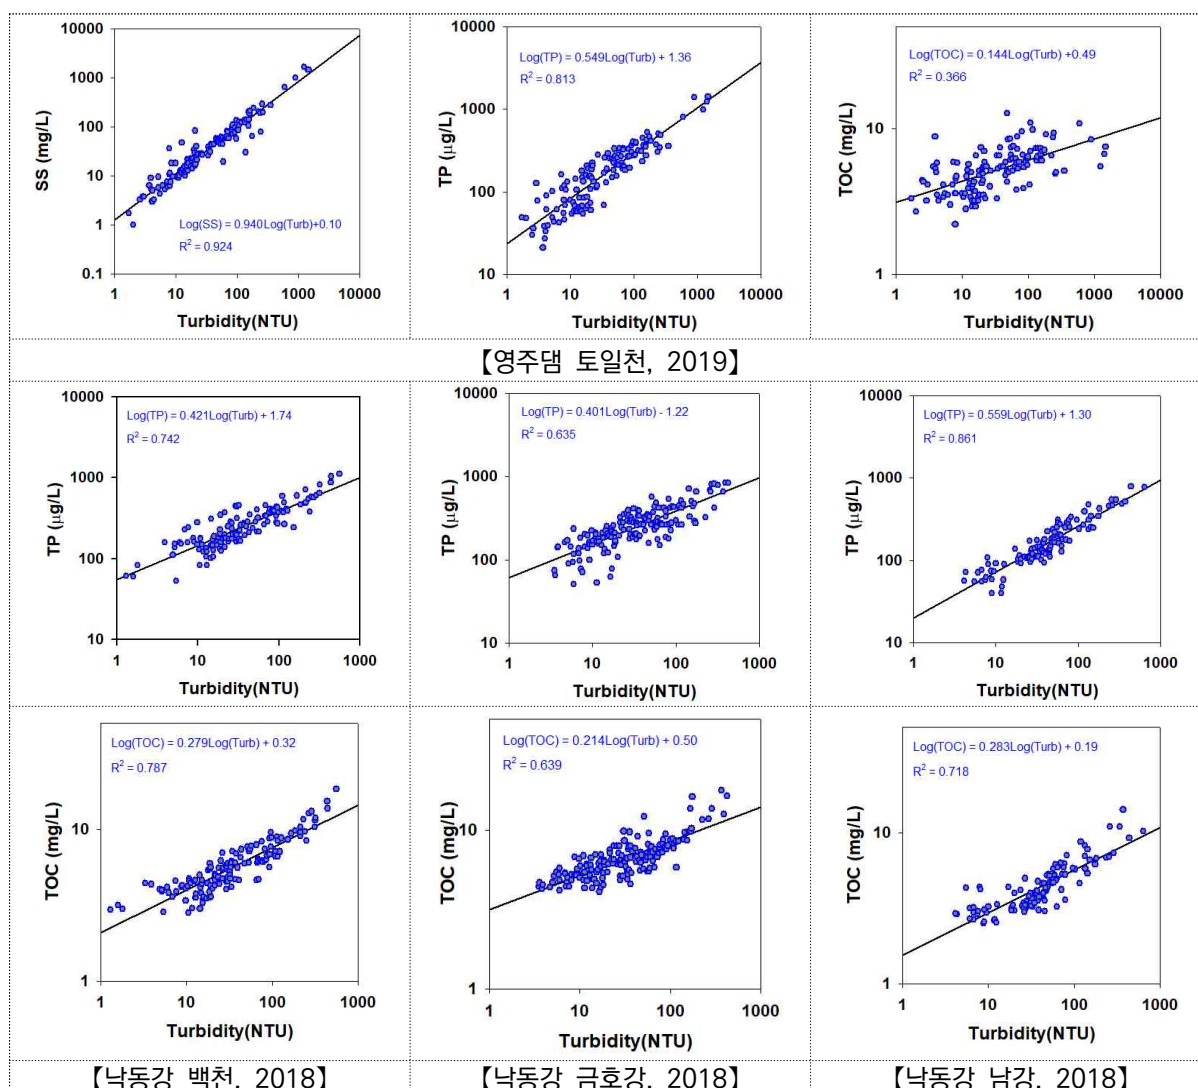 10000
1000
100
10
1
0.1
SS (mg/L)
Log(SS) = 0.940Log(Turb)+0.10
R² = 0.924
1 10 100 1000 10000
Turbidity(NTU)
10000
1000
100
10
TP (μg/L)
Log(TP) = 0.549Log(Turb) + 1.36
R² = 0.813
1 10 100 1000 10000
Turbidity(NTU)
10
1
TOC (mg/L)
Log(TOC) = 0.144Log(Turb) +0.49
R² = 0.366
1 10 100 1000 10000
Turbidity(NTU)
【영주댐 토일천, 2019】
10000
1000
100
10
TP (μg/L)
Log(TP) = 0.421Log(Turb) + 1.74
R² = 0.742
1 10 100 1000
Turbidity(NTU)
10000
1000
100
10
TP (μg/L)
Log(TP) = 0.401Log(Turb) - 1.22
R² = 0.635
1 10 100 1000
Turbidity(NTU)
10000
1000
100
10
TP (μg/L)
Log(TP) = 0.559Log(Turb) + 1.30
R² = 0.861
1 10 100 1000
Turbidity(NTU)
10
1
TOC (mg/L)
Log(TOC) = 0.279Log(Turb) + 0.32
R² = 0.787
1 10 100 1000
Turbidity(NTU)
10
1
TOC (mg/L)
Log(TOC) = 0.214Log(Turb) + 0.50
R² = 0.639
1 10 100 1000
Turbidity(NTU)
10
1
TOC (mg/L)
Log(TOC) = 0.283Log(Turb) + 0.19
R² = 0.718
1 10 100 1000
Turbidity(NTU)
【낙동강 백천, 2018】
【낙동강 금호강, 2018】
【낙동강 남강, 2018】